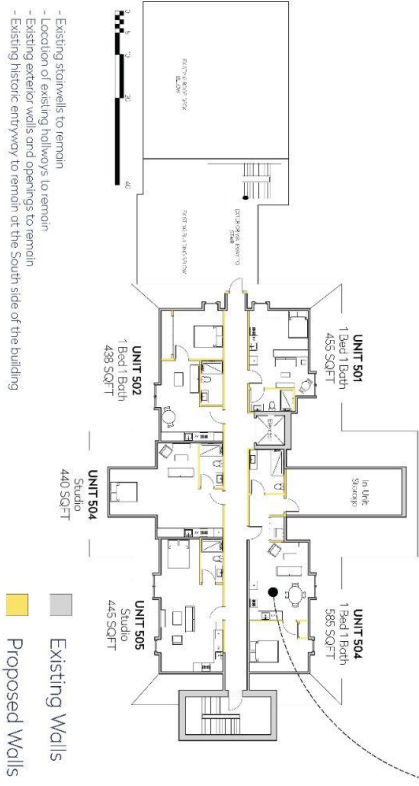 UNIT 501
1 Bed 1 Bath
455 SQFT
Elevator
In Unit
Storage
UNIT 504
1 Bed 1 Bath
585 SQFT
UNIT 502
1 Bed 1 Bath
438 SQFT
UNIT 504
Studio
440 SQFT
UNIT 505
Studio
445 SQFT
0
40
- Existing stairwells to remain
- Location of existing hallways to remain
- Existing exterior walls and openings to remain
- Existing historic entryway to remain at the South side of the building
Existing Walls
Proposed Walls